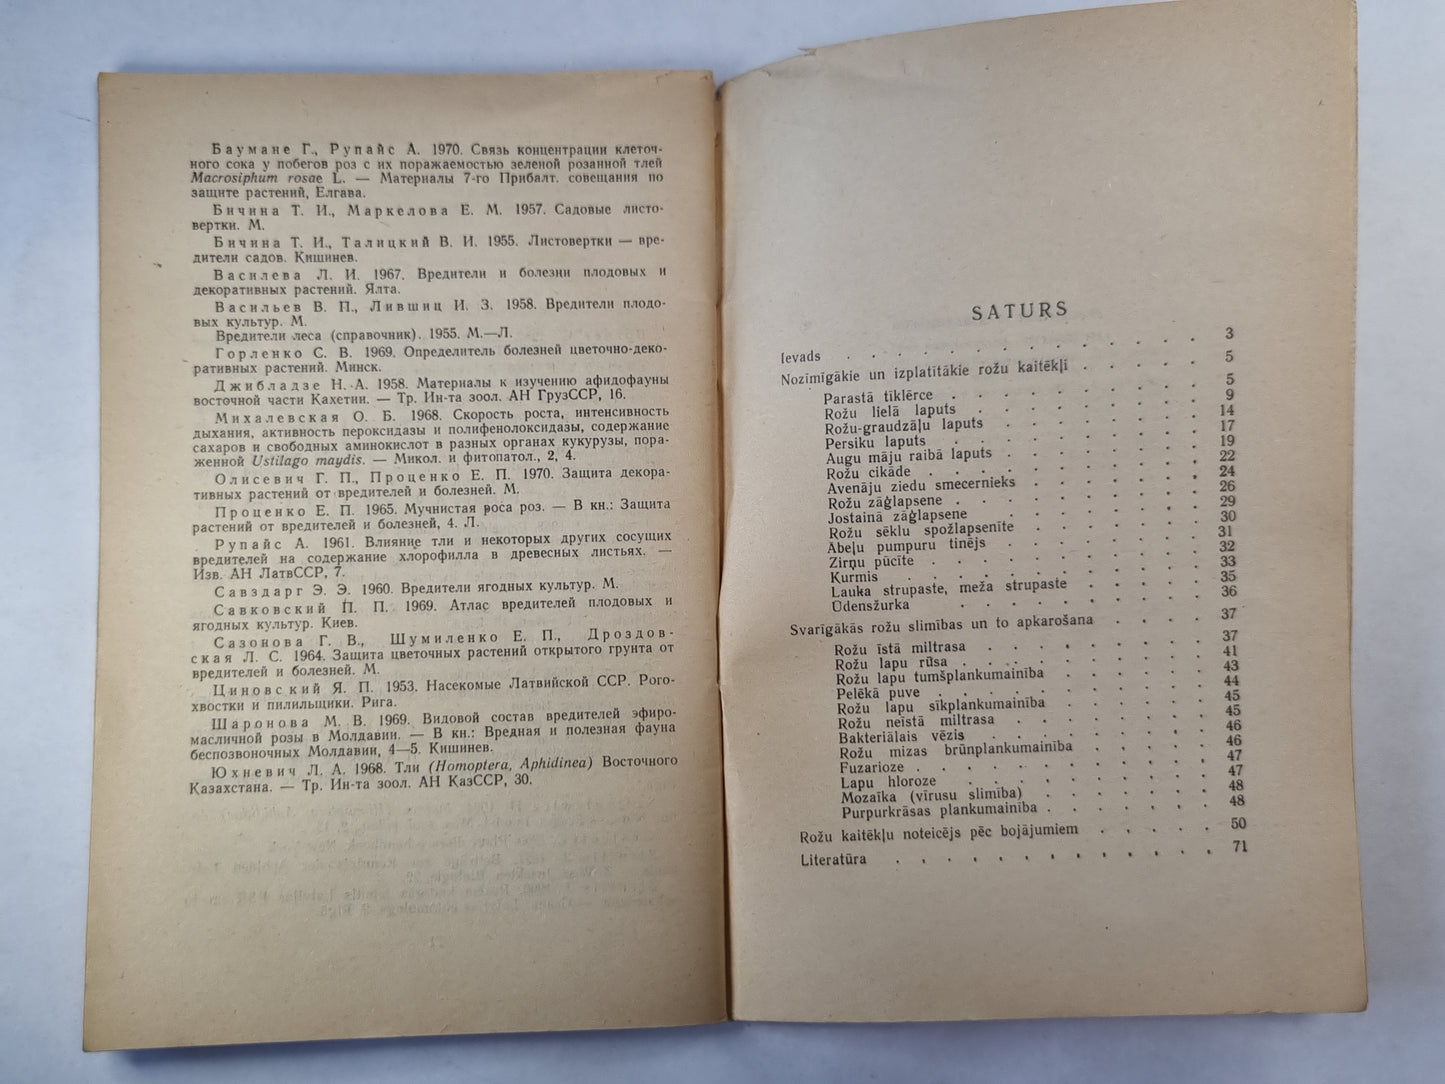 Баумане Г., Рупайс А. 1970. Связь концентрации клеточ-
ного сока у побегов роз с их поражаемостью зеленой розанной тлей
Macrosiphum rosae L. — Материалы 7-го Прибалт. совещания по
защите растений, Елгава.
Бичина Т. И., Маркелова Е. М. 1957. Садовые листо-
вертки. М.
Бичина Т. И., Талицкий В. И. 1955. Листовертки — вре-
дители садов. Кишинев.
Василева Л. И. 1967. Вредители и болезни плодовых и
декоративных растений. Ялта.
Васильев В. П., Лившиц И. З. 1958. Вредители плодо-
вых культур. М.
Вредители леса (справочник). 1955. М.—Л.
Горленко С. В. 1969. Определитель болезней цветочно-деко-
ративных растений. Минск.
Джибладзе Н. А. 1958. Материалы к изучению афидофауны
восточной части Кахетии. — Тр. Ин-та зоол. АН ГрузССР, 16.
Михалевская О. Б. 1968. Скорость роста, интенсивность
дыхания, активность пероксидазы и полифенолоксидазы, содержание
сахаров и свободных аминокислот в разных органах кукурузы, пора-
женной Ustilago maydis. — Микол. и фитопатол., 2, 4.
Олисевич Г. П., Проценко Е. П. 1970. Защита декора-
тивных растений от вредителей и болезней. М.
Проценко Е. П. 1965. Мучнистая роса роз. — В кн.: Защита
растений от вредителей и болезней, 4. Л.
Рупайс А. 1961. Влияние тли и некоторых других сосущих
вредителей на содержание хлорофилла в древесных листьях. —
Изв. АН ЛатвССР, 7.
Савздарг Э. Э. 1960. Вредители ягодных культур. М.
Савковский П. П. 1969. Атлас вредителей плодовых и
ягодных культур. Киев.
Сазонова Г. В., Шумиленко Е. П., Дроздов-
ская Л. С. 1964. Защита цветочных растений открытого грунта от
вредителей и болезней. М.
Циновский Я. П. 1953. Насекомые Латвийской ССР. Рого-
хвостки и пилильщики. Рига.
Шаронова М. В. 1969. Видовой состав вредителей эфиро-
масличной розы в Молдавии. — В кн.: Вредная и полезная фауна
беспозвоночных Молдавии, 4—5. Кишинев.
Юхневич Л. А. 1968. Тли (Homoptera, Aphidinea) Восточного
Казахстана. — Тр. Ин-та зоол. АН КазССР, 30.
SATURS
Ievads . . . . . . . . . . . . . . 3
Nozīmīgākie un izplatītākie rožu kaitēkļi . . . . . 5
Parastā tīklērce . . . . . . . . . . 5
Rožu lielā laputs . . . . . . . . . 9
Rožu-graudzāļu laputs . . . . . . . . 14
Persiku laputs . . . . . . . . . . 17
Augu māju raibā laputs . . . . . . . . 19
Rožu cikāde . . . . . . . . . . . 22
Avenāju ziedu smecernieks . . . . . . . 24
Rožu zāģlapsene . . . . . . . . . . 26
Jostainā zāģlapsene . . . . . . . . 29
Rožu sēklu spožlapsenīte . . . . . . . 30
Ābeļu pumpuru tinējs . . . . . . . . 31
Zirņu pūcīte . . . . . . . . . . . 32
Kurmis . . . . . . . . . . . . 33
Lauka strupaste, meža strupaste . . . . . 35
Ūdensžurka . . . . . . . . . . 36
Svarīgākās rožu slimības un to apkarošana . . . . 37
Rožu īstā miltrasa . . . . . . . . . 37
Rožu lapu rūsa . . . . . . . . . . 41
Rožu lapu tumšplankumainība . . . . . . 43
Pelēkā puve . . . . . . . . . . . 44
Rožu lapu sīkplankumainība . . . . . . 45
Rožu neīstā miltrasa . . . . . . . . 45
Bakteriālais vēzis . . . . . . . . . 46
Rožu mizas brūnplankumainība . . . . . 46
Fuzarioze . . . . . . . . . . . 47
Lapu hloroze . . . . . . . . . . 47
Mozaīka (vīrusu slimība) . . . . . . . 48
Purpurkrāsas plankumainība . . . . . . . 48
Rožu kaitēkļu noteicējs pēc bojājumiem . . . . . 50
Literatūra . . . . . . . . . . . . . 71